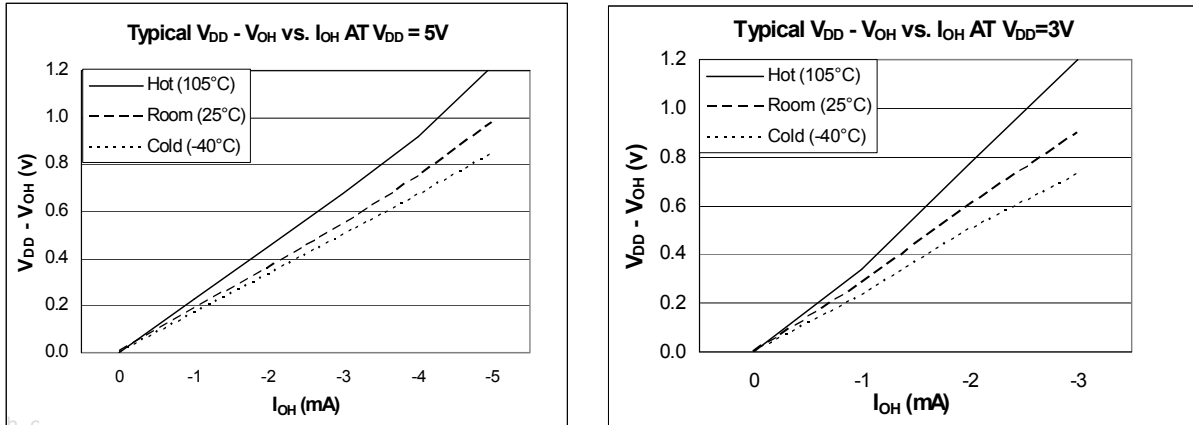 Typical VDD - VOH vs. IOH AT VDD = 5V
1.2
1.0
0.8
0.6
0.4
0.2
0.0
VDD - VOH (v)
Hot (105°C)
Room (25°C)
Cold (-40°C)
0 -1 -2 -3 -4 -5
IOH (mA)
Typical VDD - VOH vs. IOH AT VDD=3V
1.2
1.0
0.8
0.6
0.4
0.2
0.0
VDD - VOH (v)
Hot (105°C)
Room (25°C)
Cold (-40°C)
0 -1 -2 -3
IOH (mA)